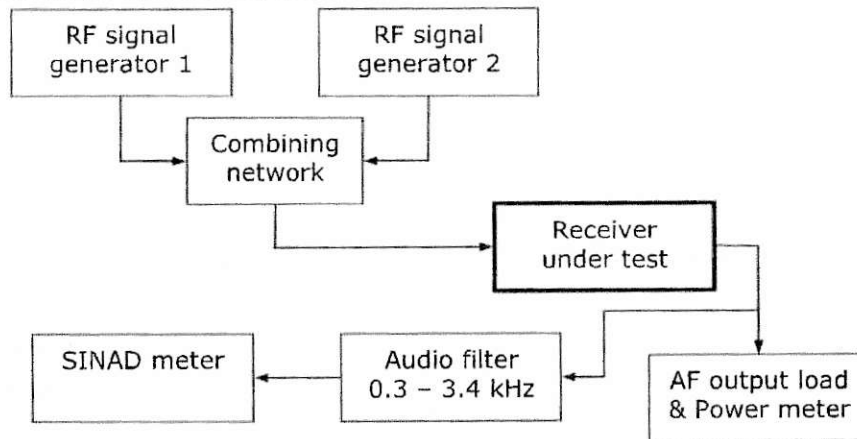 RF signal
generator 1
RF signal
generator 2
Combining
network
Receiver
under test
SINAD meter
Audio filter
0.3 – 3.4 kHz
AF output load
& Power meter